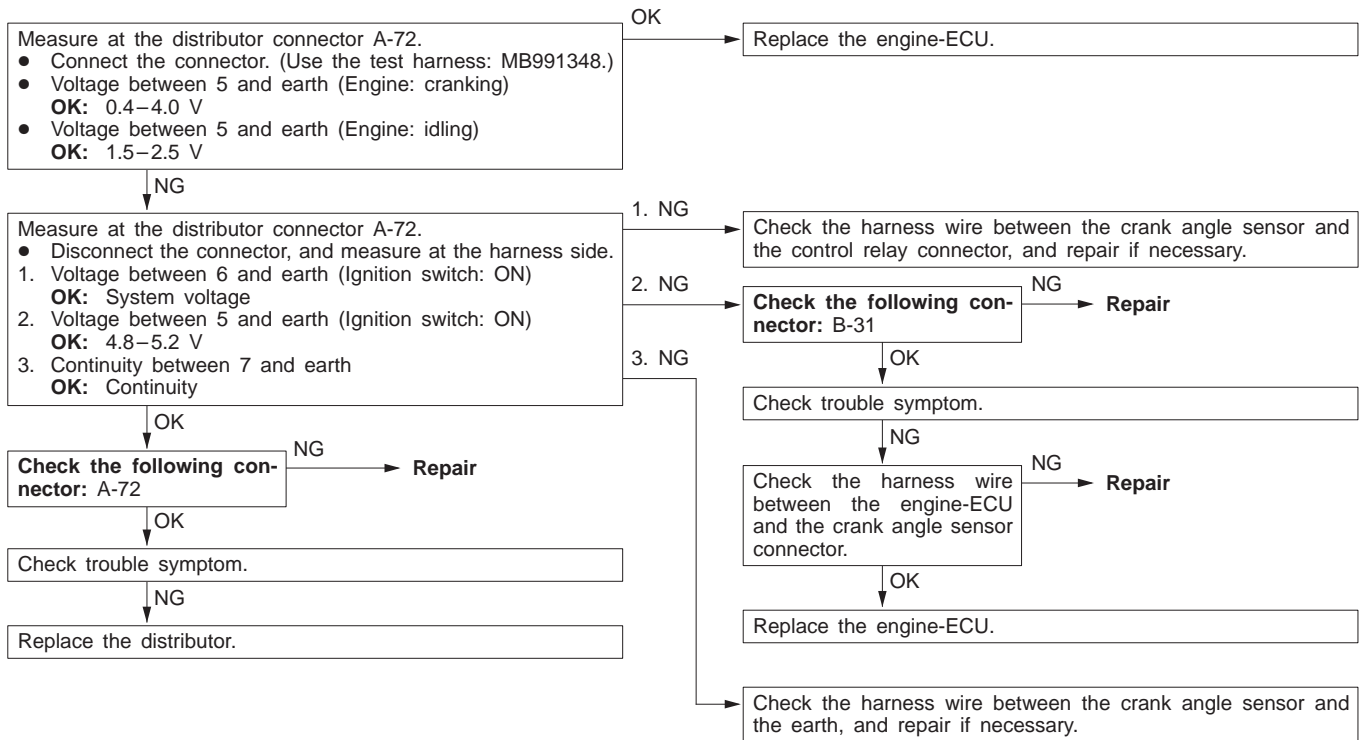 OK
Measure at the distributor connector A-72.
● Connect the connector. (Use the test harness: MB991348.)
● Voltage between 5 and earth (Engine: cranking)
OK: 0.4–4.0 V
● Voltage between 5 and earth (Engine: idling)
OK: 1.5–2.5 V
Replace the engine-ECU.
NG
Measure at the distributor connector A-72.
● Disconnect the connector, and measure at the harness side.
1. Voltage between 6 and earth (Ignition switch: ON)
OK: System voltage
2. Voltage between 5 and earth (Ignition switch: ON)
OK: 4.8–5.2 V
3. Continuity between 7 and earth
OK: Continuity
1. NG
Check the harness wire between the crank angle sensor and
the control relay connector, and repair if necessary.
2. NG
Check the following con-
nector: B-31
NG
Repair
OK
Check trouble symptom.
NG
Check the harness wire
between the engine-ECU
and the crank angle sensor
connector.
NG
Repair
OK
Replace the engine-ECU.
3. NG
Check the harness wire between the crank angle sensor and
the earth, and repair if necessary.
OK
Check the following con-
nector: A-72
NG
Repair
OK
Check trouble symptom.
NG
Replace the distributor.